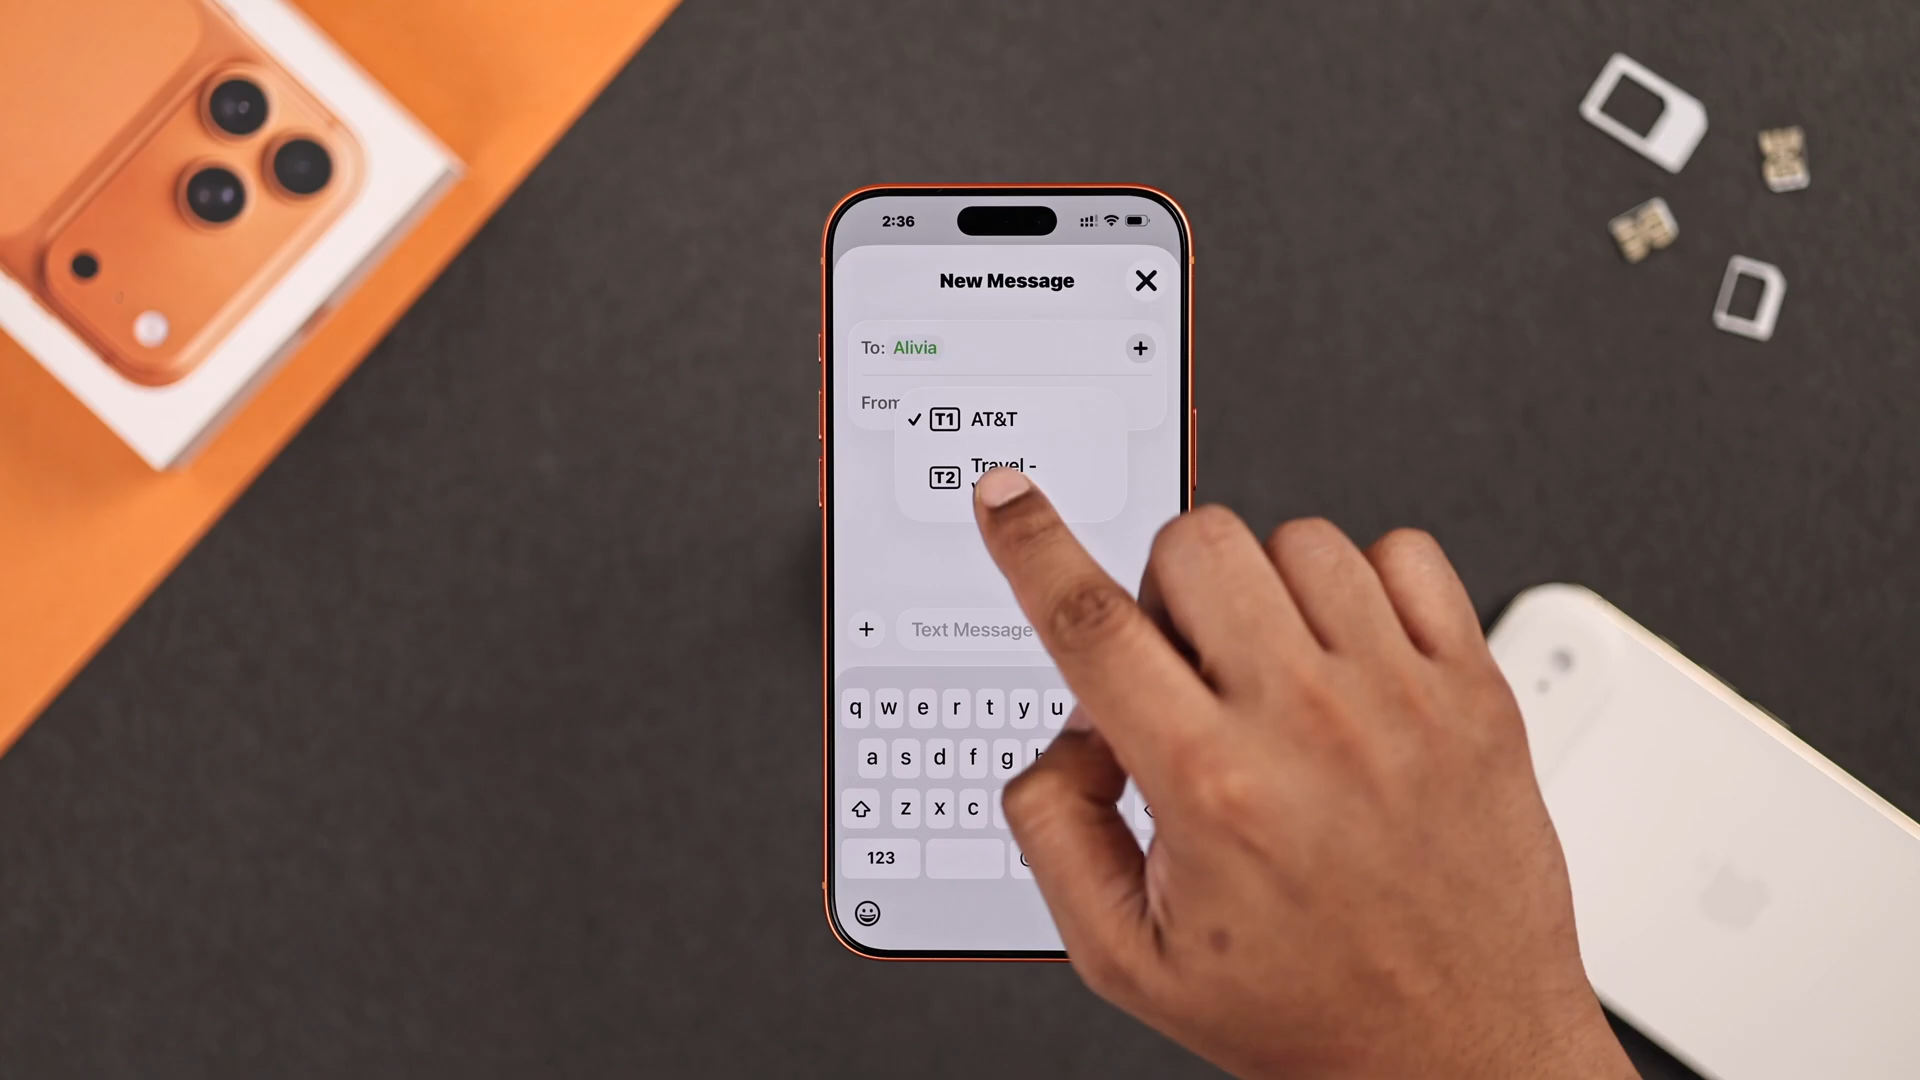 2:36
New Message
To: Alivia
From
T1 AT&T
T2 Travel -
Text Message
q w e r t y u
a s d f g
z x c
123